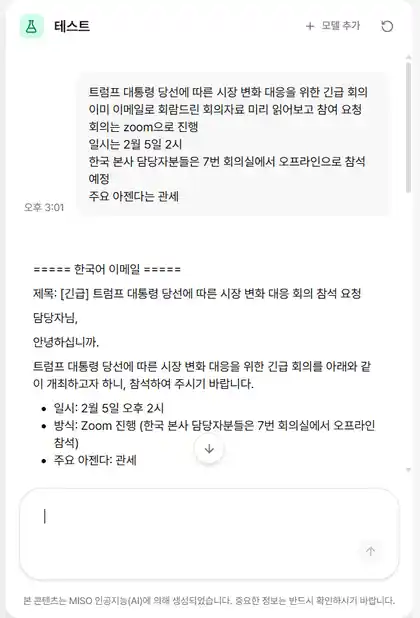 테스트
+ 모델 추가
트럼프 대통령 당선에 따른 시장 변화 대응을 위한 긴급 회의
이미 이메일로 회람드린 회의자료 미리 읽어보고 참여 요청
회의는 zoom으로 진행
일시는 2월 5일 2시
한국 본사 담당자분들은 7번 회의실에서 오프라인으로 참석
예정
주요 아젠다는 관세
오후 3:01
===== 한국어 이메일 =====
제목: [긴급] 트럼프 대통령 당선에 따른 시장 변화 대응 회의 참석 요청
담당자님,
안녕하십니까.
트럼프 대통령 당선에 따른 시장 변화 대응을 위한 긴급 회의를 아래와 같
이 개최하고자 하니, 참석하여 주시기 바랍니다.
• 일시: 2월 5일 오후 2시
• 방식: Zoom 진행 (한국 본사 담당자분들은 7번 회의실에서 오프라인
참석)
• 주요 아젠다: 관세
본 콘텐츠는 MISO 인공지능(AI)에 의해 생성되었습니다. 중요한 정보는 반드시 확인하시기 바랍니다.